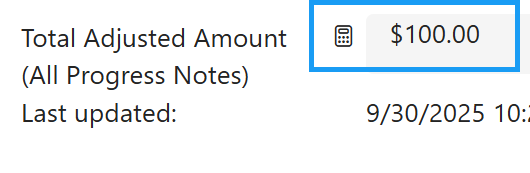 Total Adjusted Amount $100.00
(All Progress Notes)
Last updated: 9/30/2025 10: